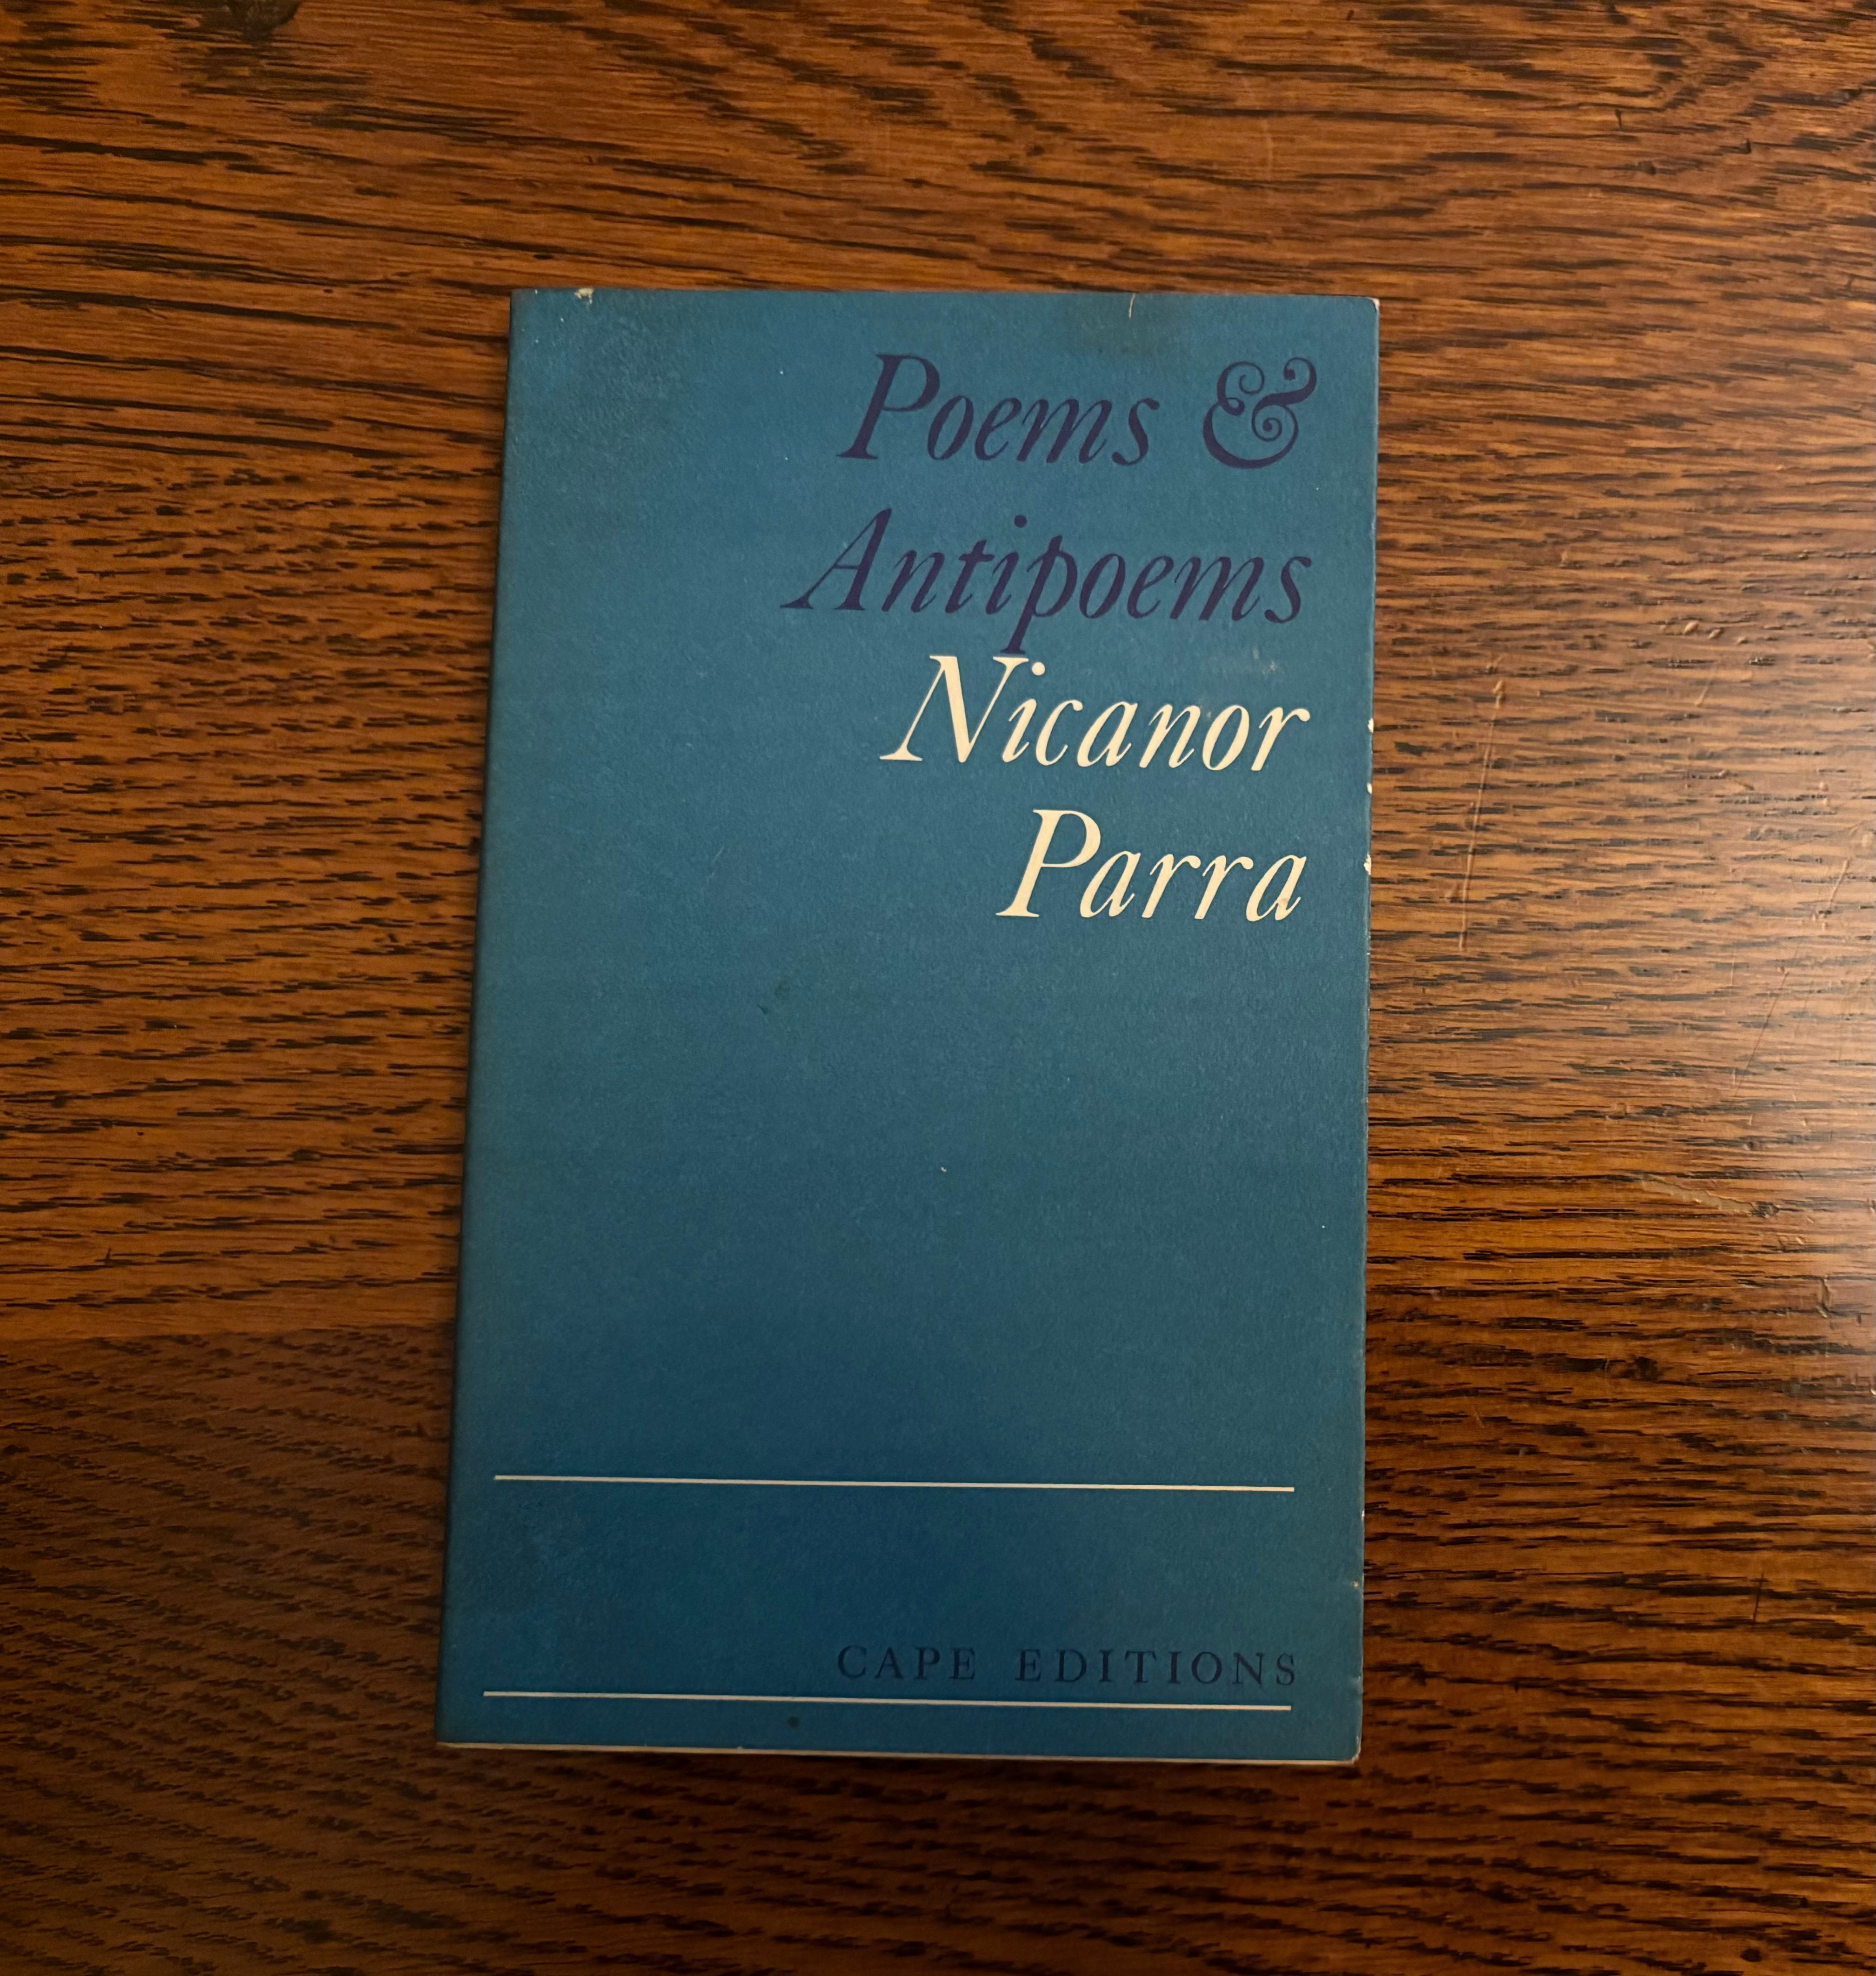 Poems &
Antipoems
Nicanor
Parra
CAPE EDITIONS